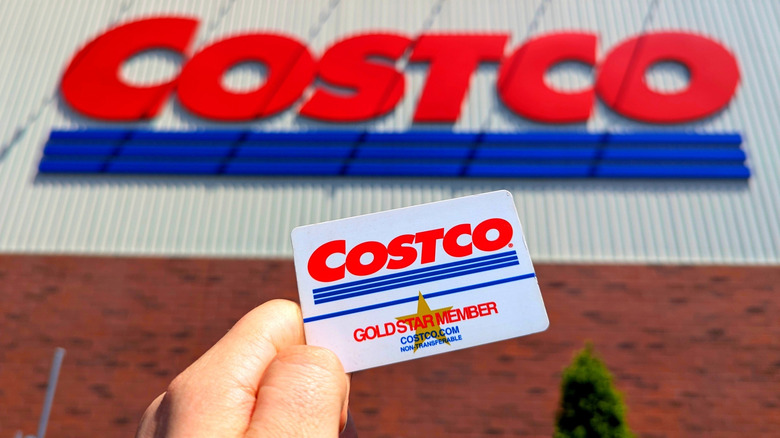 COSTCO
COSTCO®
GOLD STAR MEMBER
COSTCO.COM
NON-TRANSFERABLE